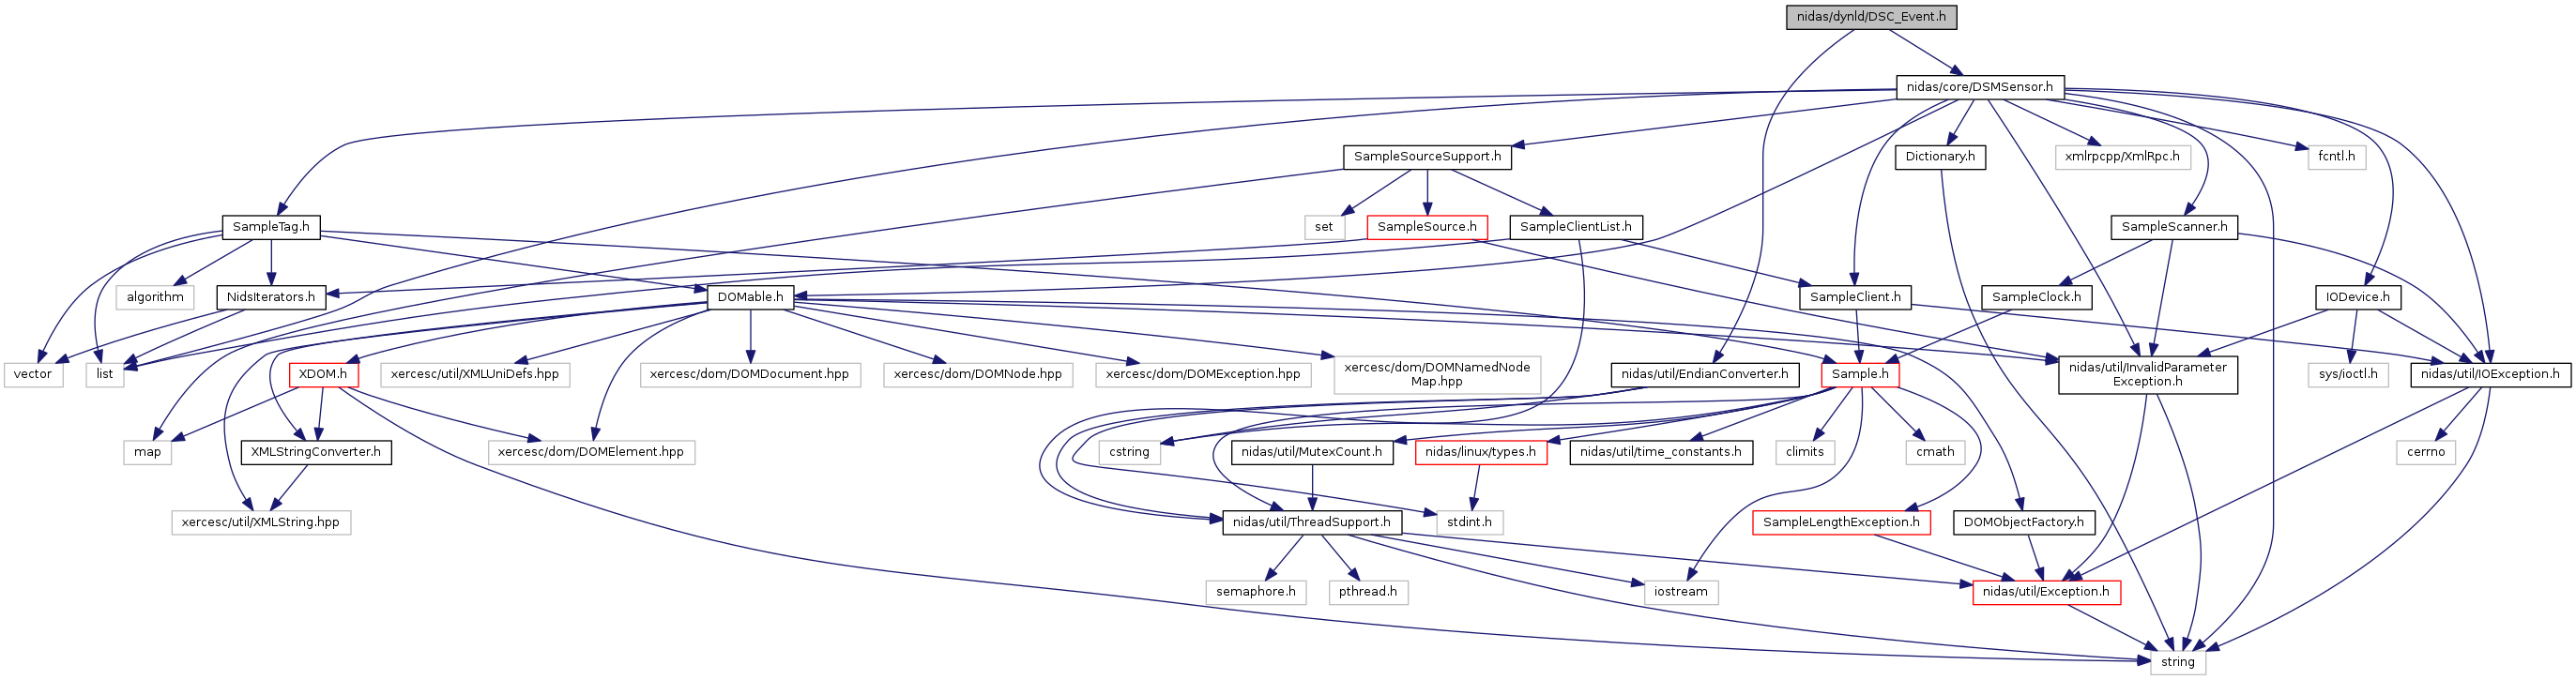 nidas/dynld/DSC_Event.h
nidas/core/DSMSensor.h
SampleSourceSupport.h
Dictionary.h
xmlrpcpp/XmlRpc.h
fcntl.h
SampleTag.h
set
SampleSource.h
SampleClientList.h
SampleScanner.h
algorithm
NidsIterators.h
DOMable.h
SampleClient.h
SampleClock.h
IODevice.h
vector
list
XDOM.h
xercesc/util/XMLUniDefs.hpp
xercesc/dom/DOMDocument.hpp
xercesc/dom/DOMNode.hpp
xercesc/dom/DOMException.hpp
xercesc/dom/DOMNamedNode
Map.hpp
nidas/util/EndianConverter.h
Sample.h
nidas/util/InvalidParameter
Exception.h
sys/ioctl.h
nidas/util/IOException.h
map
XMLStringConverter.h
xercesc/dom/DOMElement.hpp
cstring
nidas/util/MutexCount.h
nidas/linux/types.h
nidas/util/time_constants.h
climits
cmath
cerrno
xercesc/util/XMLString.hpp
nidas/util/ThreadSupport.h
stdint.h
SampleLengthException.h
DOMObjectFactory.h
semaphore.h
pthread.h
iostream
nidas/util/Exception.h
string